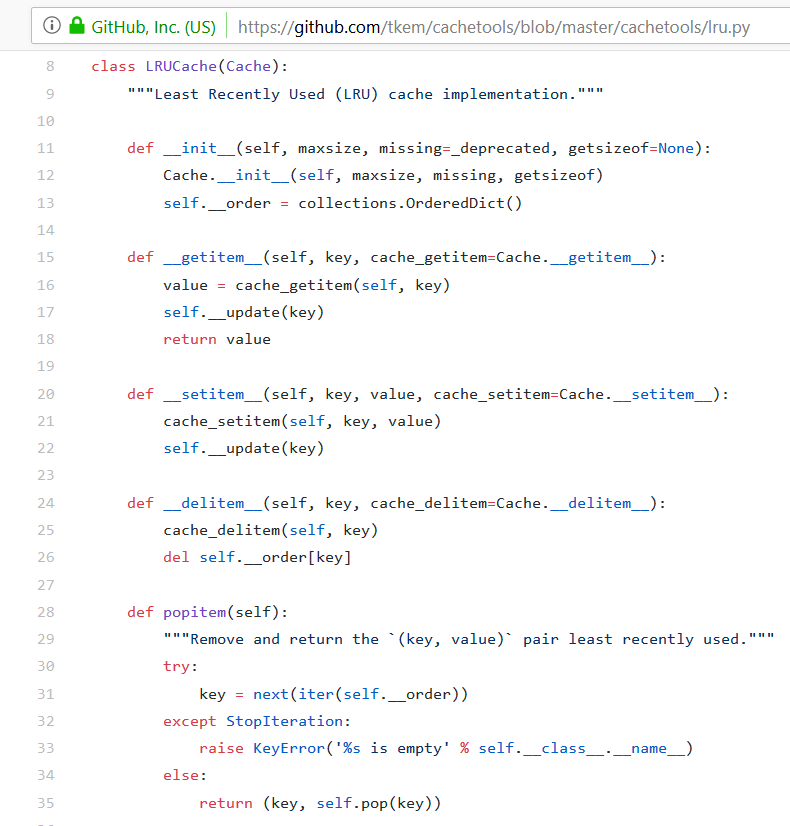 GitHub, Inc. (US) https://github.com/tkem/cachetools/blob/master/cachetools/lru.py
8 class LRUCache(Cache):
9 """Least Recently Used (LRU) cache implementation."""
10
11 def __init__(self, maxsize, missing=_deprecated, getsizeof=None):
12 Cache.__init__(self, maxsize, missing, getsizeof)
13 self.__order = collections.OrderedDict()
14
15 def __getitem__(self, key, cache_getitem=Cache.__getitem__):
16 value = cache_getitem(self, key)
17 self.__update(key)
18 return value
19
20 def __setitem__(self, key, value, cache_setitem=Cache.__setitem__):
21 cache_setitem(self, key, value)
22 self.__update(key)
23
24 def __delitem__(self, key, cache_delitem=Cache.__delitem__):
25 cache_delitem(self, key)
26 del self.__order[key]
27
28 def popitem(self):
29 """Remove and return the `(key, value)` pair least recently used."""
30 try:
31 key = next(iter(self.__order))
32 except StopIteration:
33 raise KeyError('%s is empty' % self.__class__.__name__)
34 else:
35 return (key, self.pop(key))